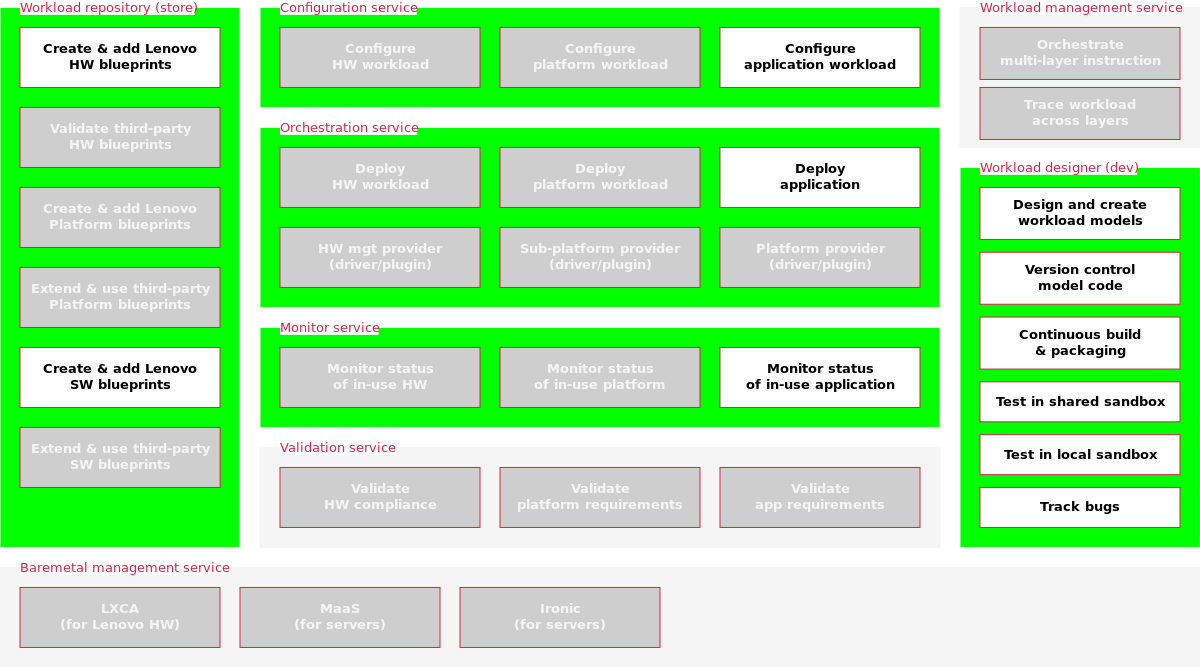 Workload repository (store)
Create & add Lenovo
HW blueprints
Validate third-party
HW blueprints
Create & add Lenovo
Platform blueprints
Extend & use third-party
Platform blueprints
Create & add Lenovo
SW blueprints
Extend & use third-party
SW blueprints
Configuration service
Configure
HW workload
Configure
platform workload
Configure
application workload
Orchestration service
Deploy
HW workload
Deploy
platform workload
Deploy
application
HW mgt provider
(driver/plugin)
Sub-platform provider
(driver/plugin)
Platform provider
(driver/plugin)
Monitor service
Monitor status
of in-use HW
Monitor status
of in-use platform
Monitor status
of in-use application
Validation service
Validate
HW compliance
Validate
platform requirements
Validate
app requirements
Workload management service
Orchestrate
multi-layer instruction
Trace workload
across layers
Workload designer (dev)
Design and create
workload models
Version control
model code
Continuous build
& packaging
Test in shared sandbox
Test in local sandbox
Track bugs
Baremetal management service
LXCA
(for Lenovo HW)
MaaS
(for servers)
Ironic
(for servers)